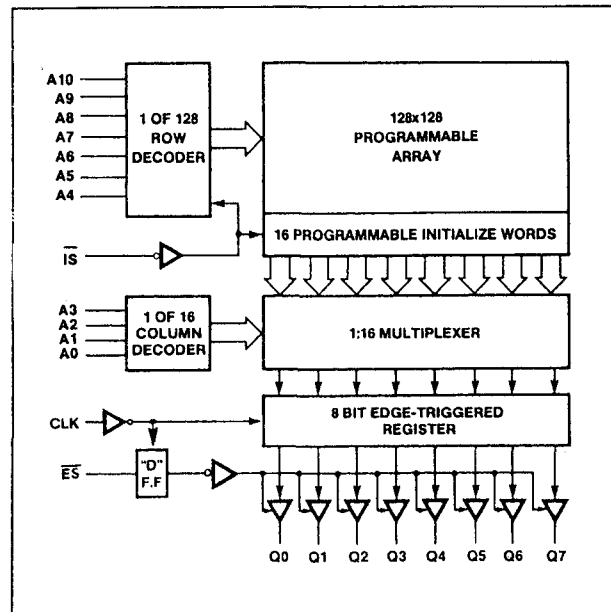 A10
A9
A8
A7
A6
A5
A4
1 OF 128
ROW
DECODER
128x128
PROGRAMMABLE
ARRAY
16 PROGRAMMABLE INITIALIZE WORDS
IS
A3
A2
A1
A0
1 OF 16
COLUMN
DECODER
1:16 MULTIPLEXER
CLK
8 BIT EDGE-TRIGGERED
REGISTER
ES
"D"
F.F
Q0 Q1 Q2 Q3 Q4 Q5 Q6 Q7